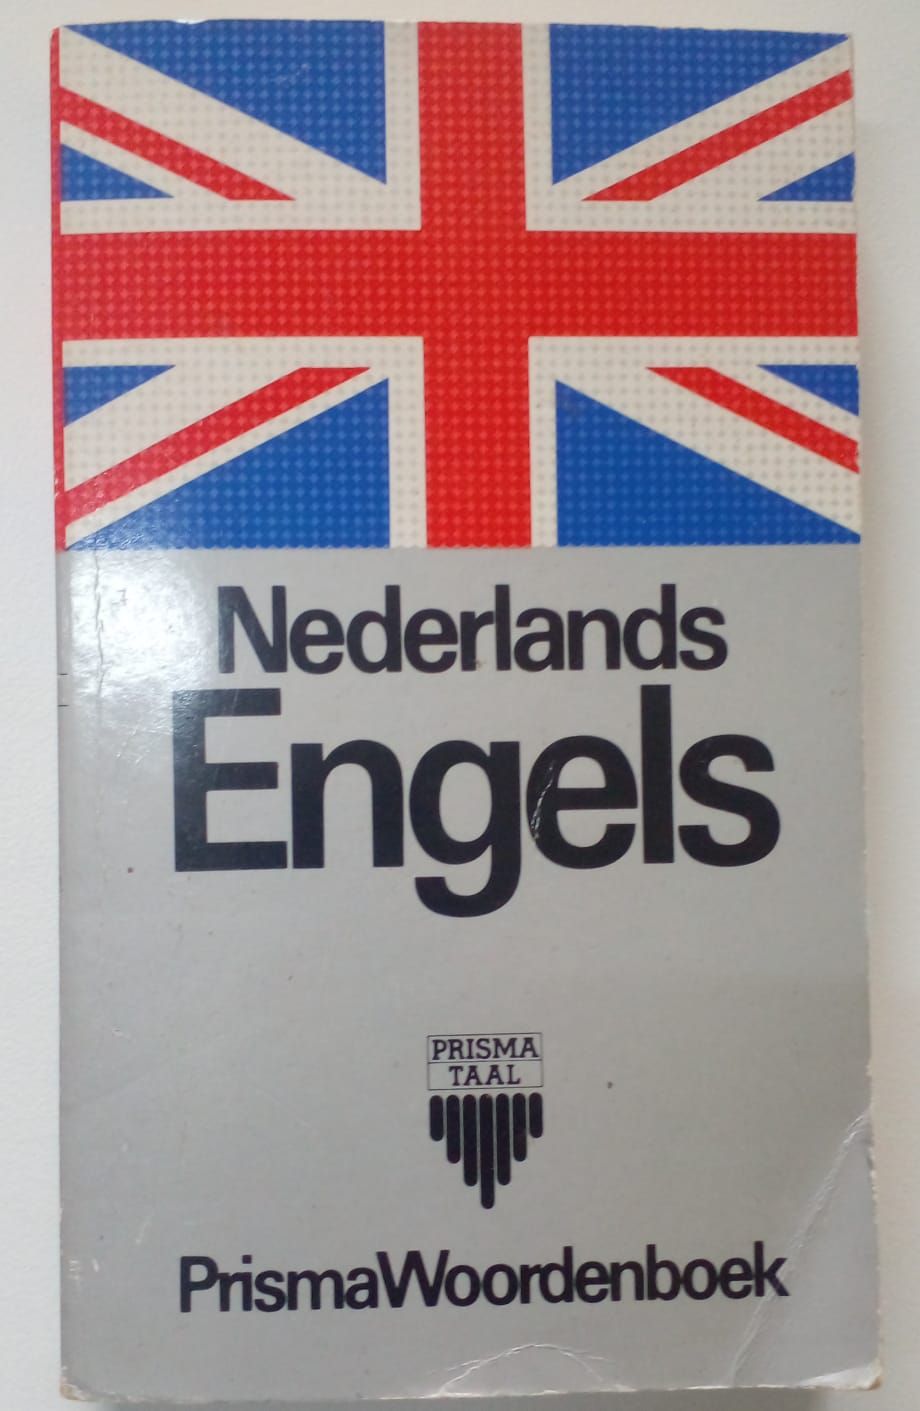 Nederlands
Engels
PRISMA
TAAL
PrismaWoordenboek